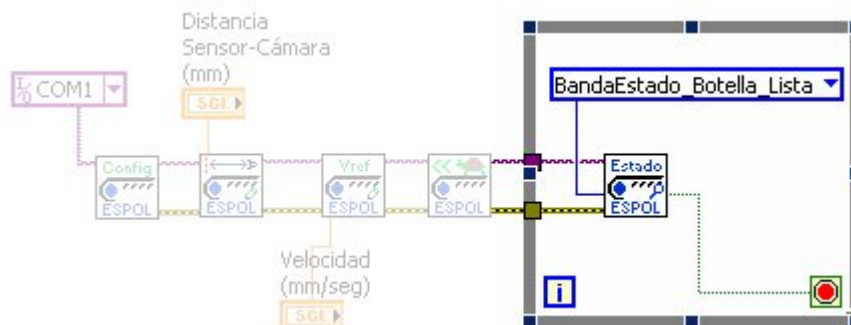 Distancia
Sensor-Cámara
(mm)
COM1
SGL
BandaEstado_Botella_Lista
Config
ESPOL
ESPOL
Vref
ESPOL
<<
ESPOL
Estado
ESPOL
Velocidad
(mm/seg)
SGL
i